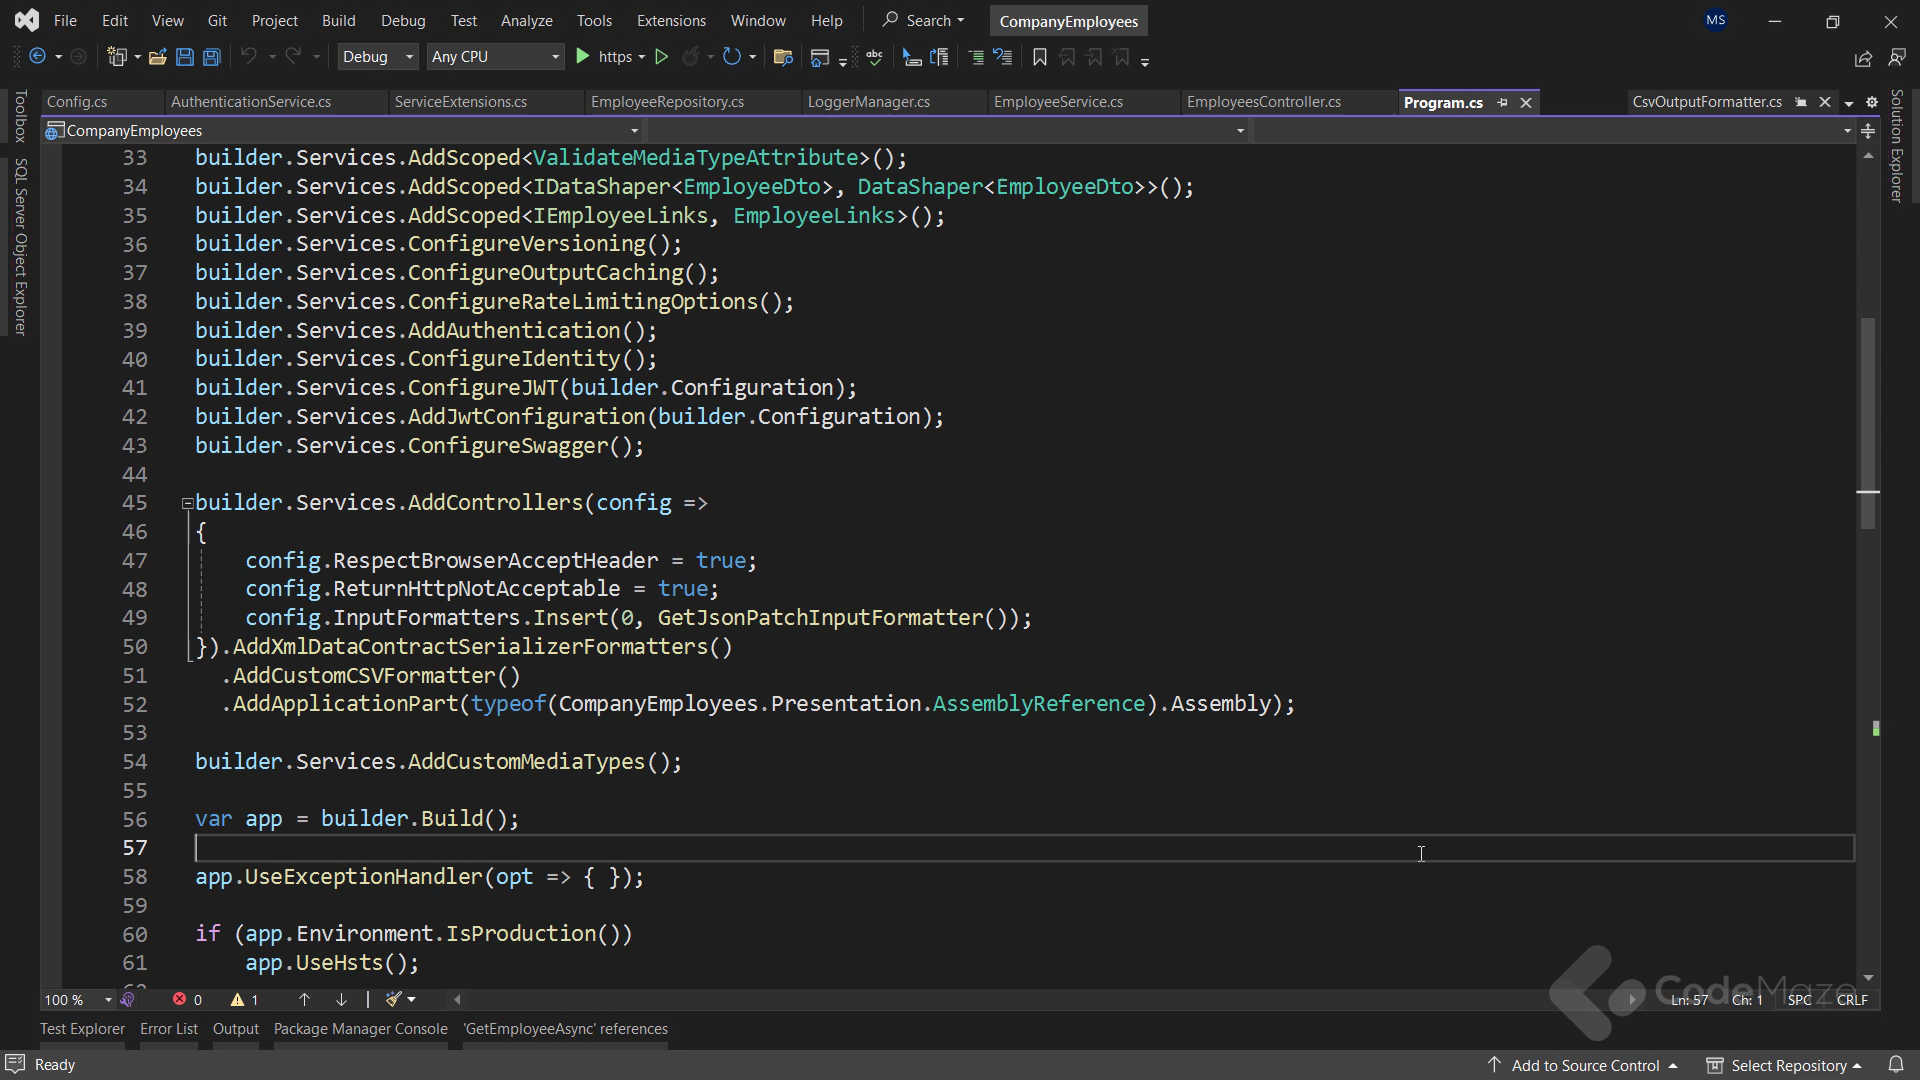 File Edit View Git Project Build Debug Test Analyze Tools Extensions Window Help Search CompanyEmployees MS
Debug Any CPU https abc
Toolbox
SQL Server Object Explorer
Config.cs AuthenticationService.cs ServiceExtensions.cs EmployeeRepository.cs LoggerManager.cs EmployeeService.cs EmployeesController.cs Program.cs CsvOutputFormatter.cs
Solution Explorer
CompanyEmployees
33 builder.Services.AddScoped<ValidateMediaTypeAttribute>();
34 builder.Services.AddScoped<IDataShaper<EmployeeDto>, DataShaper<EmployeeDto>>();
35 builder.Services.AddScoped<IEmployeeLinks, EmployeeLinks>();
36 builder.Services.ConfigureVersioning();
37 builder.Services.ConfigureOutputCaching();
38 builder.Services.ConfigureRateLimitingOptions();
39 builder.Services.AddAuthentication();
40 builder.Services.ConfigureIdentity();
41 builder.Services.ConfigureJWT(builder.Configuration);
42 builder.Services.AddJwtConfiguration(builder.Configuration);
43 builder.Services.ConfigureSwagger();
44
45 builder.Services.AddControllers(config =>
46 {
47 config.RespectBrowserAcceptHeader = true;
48 config.ReturnHttpNotAcceptable = true;
49 config.InputFormatters.Insert(0, GetJsonPatchInputFormatter());
50 }).AddXmlDataContractSerializerFormatters()
51 .AddCustomCSVFormatter()
52 .AddApplicationPart(typeof(CompanyEmployees.Presentation.AssemblyReference).Assembly);
53
54 builder.Services.AddCustomMediaTypes();
55
56 var app = builder.Build();
57
58 app.UseExceptionHandler(opt => { });
59
60 if (app.Environment.IsProduction())
61 app.UseHsts();
100 % 0 1 Ln: 57 Ch: 1 SPC CRLF
CodeMaze
Test Explorer Error List Output Package Manager Console 'GetEmployeeAsync' references
Ready Add to Source Control Select Repository